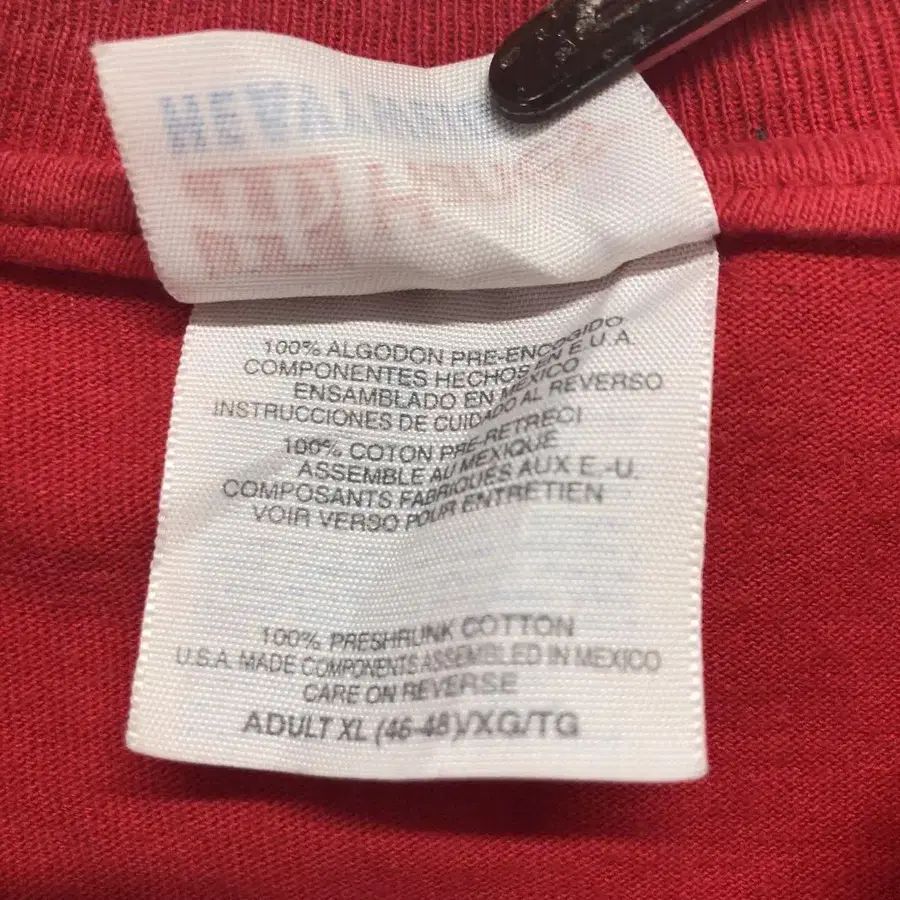 100% ALGODON PRE-ENCOGIDO
COMPONENTES HECHOS EN E.U.A.
ENSAMBLADO EN MEXICO
INSTRUCCIONES DE CUIDADO AL REVERSO
100% COTON PRE-RETRECI
ASSEMBLE AU MEXIQUE
COMPOSANTS FABRIQUES AUX E.-U.
VOIR VERSO POUR ENTRETIEN
100% PRESHRUNK COTTON
U.S.A. MADE COMPONENTS ASSEMBLED IN MEXICO
CARE ON REVERSE
ADULT XL (46-48)/XG/TG